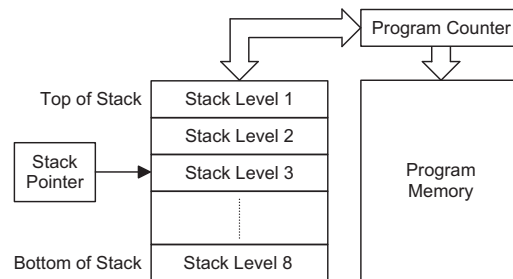 Program Counter
Top of Stack
Stack Level 1
Stack Level 2
Stack
Pointer
Stack Level 3
Program
Memory
Bottom of Stack
Stack Level 8